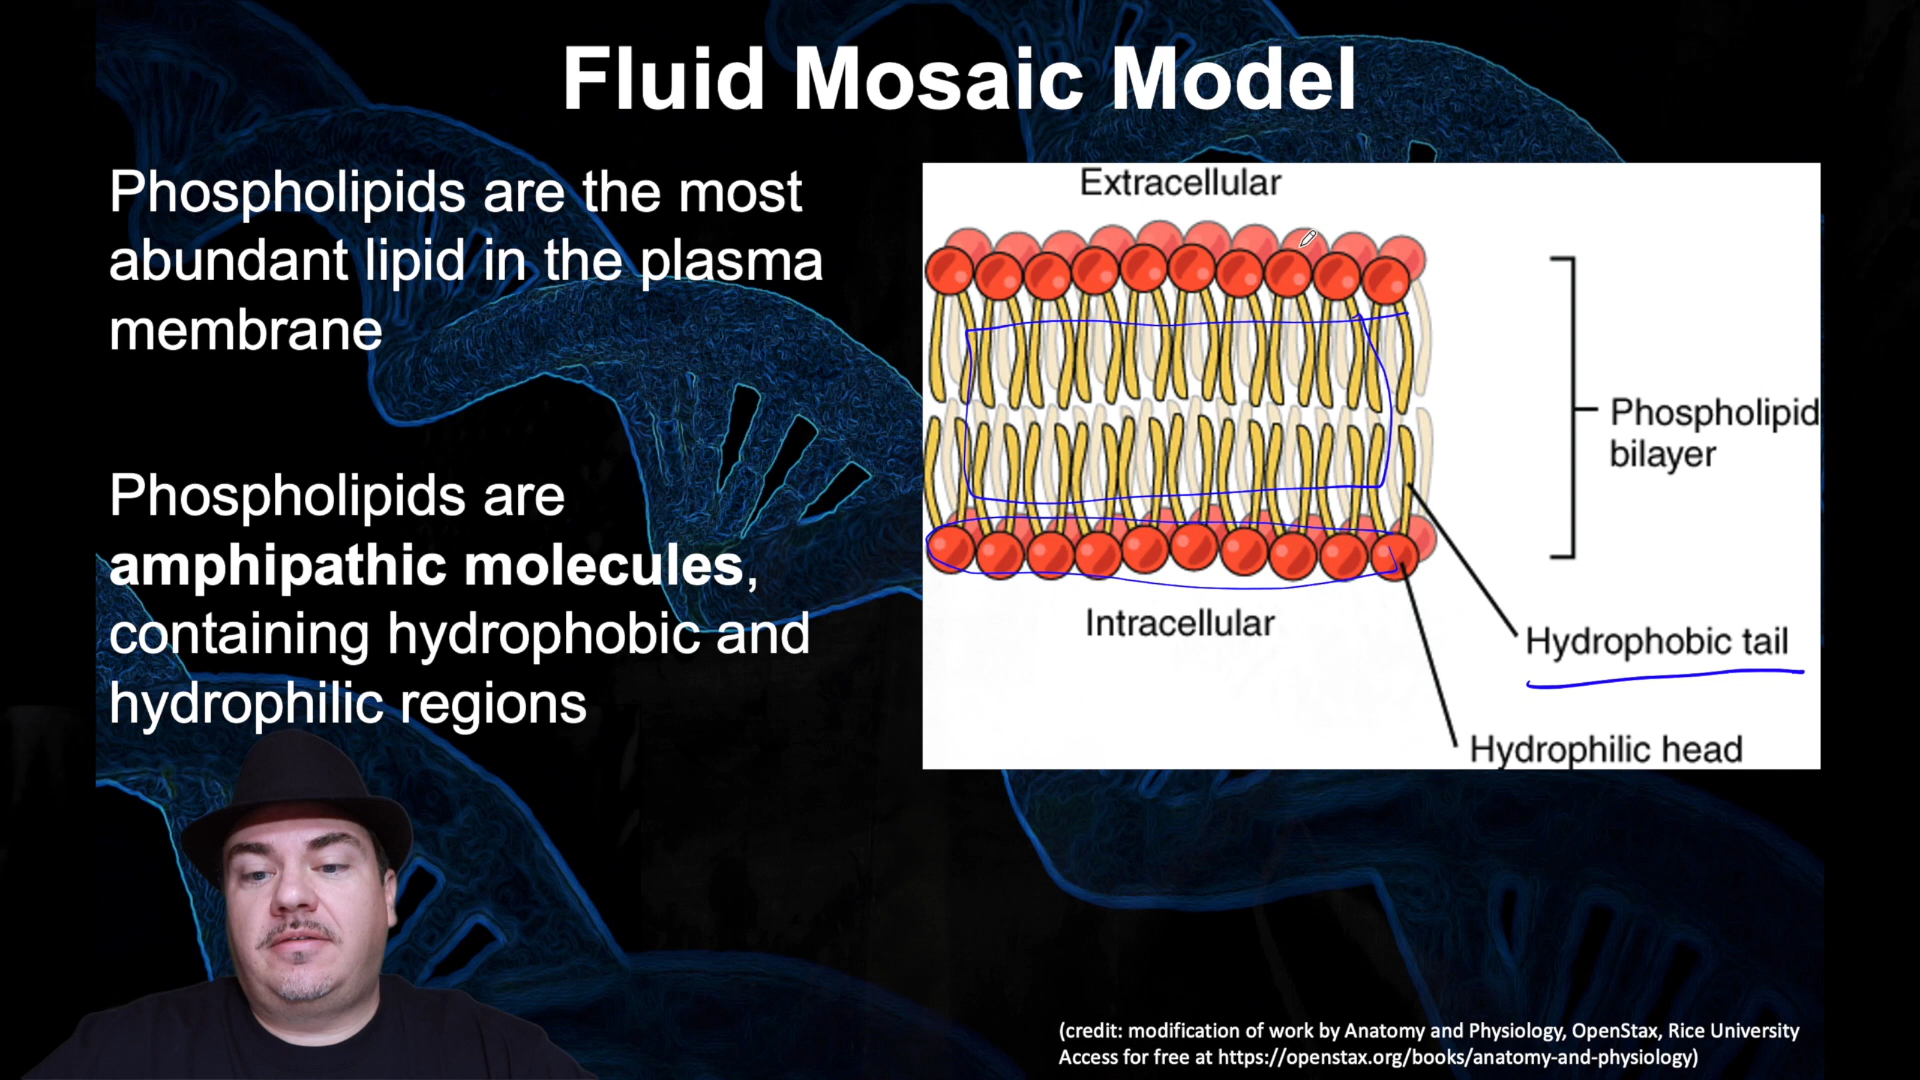 Fluid Mosaic Model
Phospholipids are the most
abundant lipid in the plasma
membrane
Phospholipids are
amphipathic molecules,
containing hydrophobic and
hydrophilic regions
Extracellular
Phospholipid
bilayer
Intracellular
Hydrophobic tail
Hydrophilic head
(credit: modification of work by Anatomy and Physiology, OpenStax, Rice University
Access for free at https://openstax.org/books/anatomy-and-physiology)